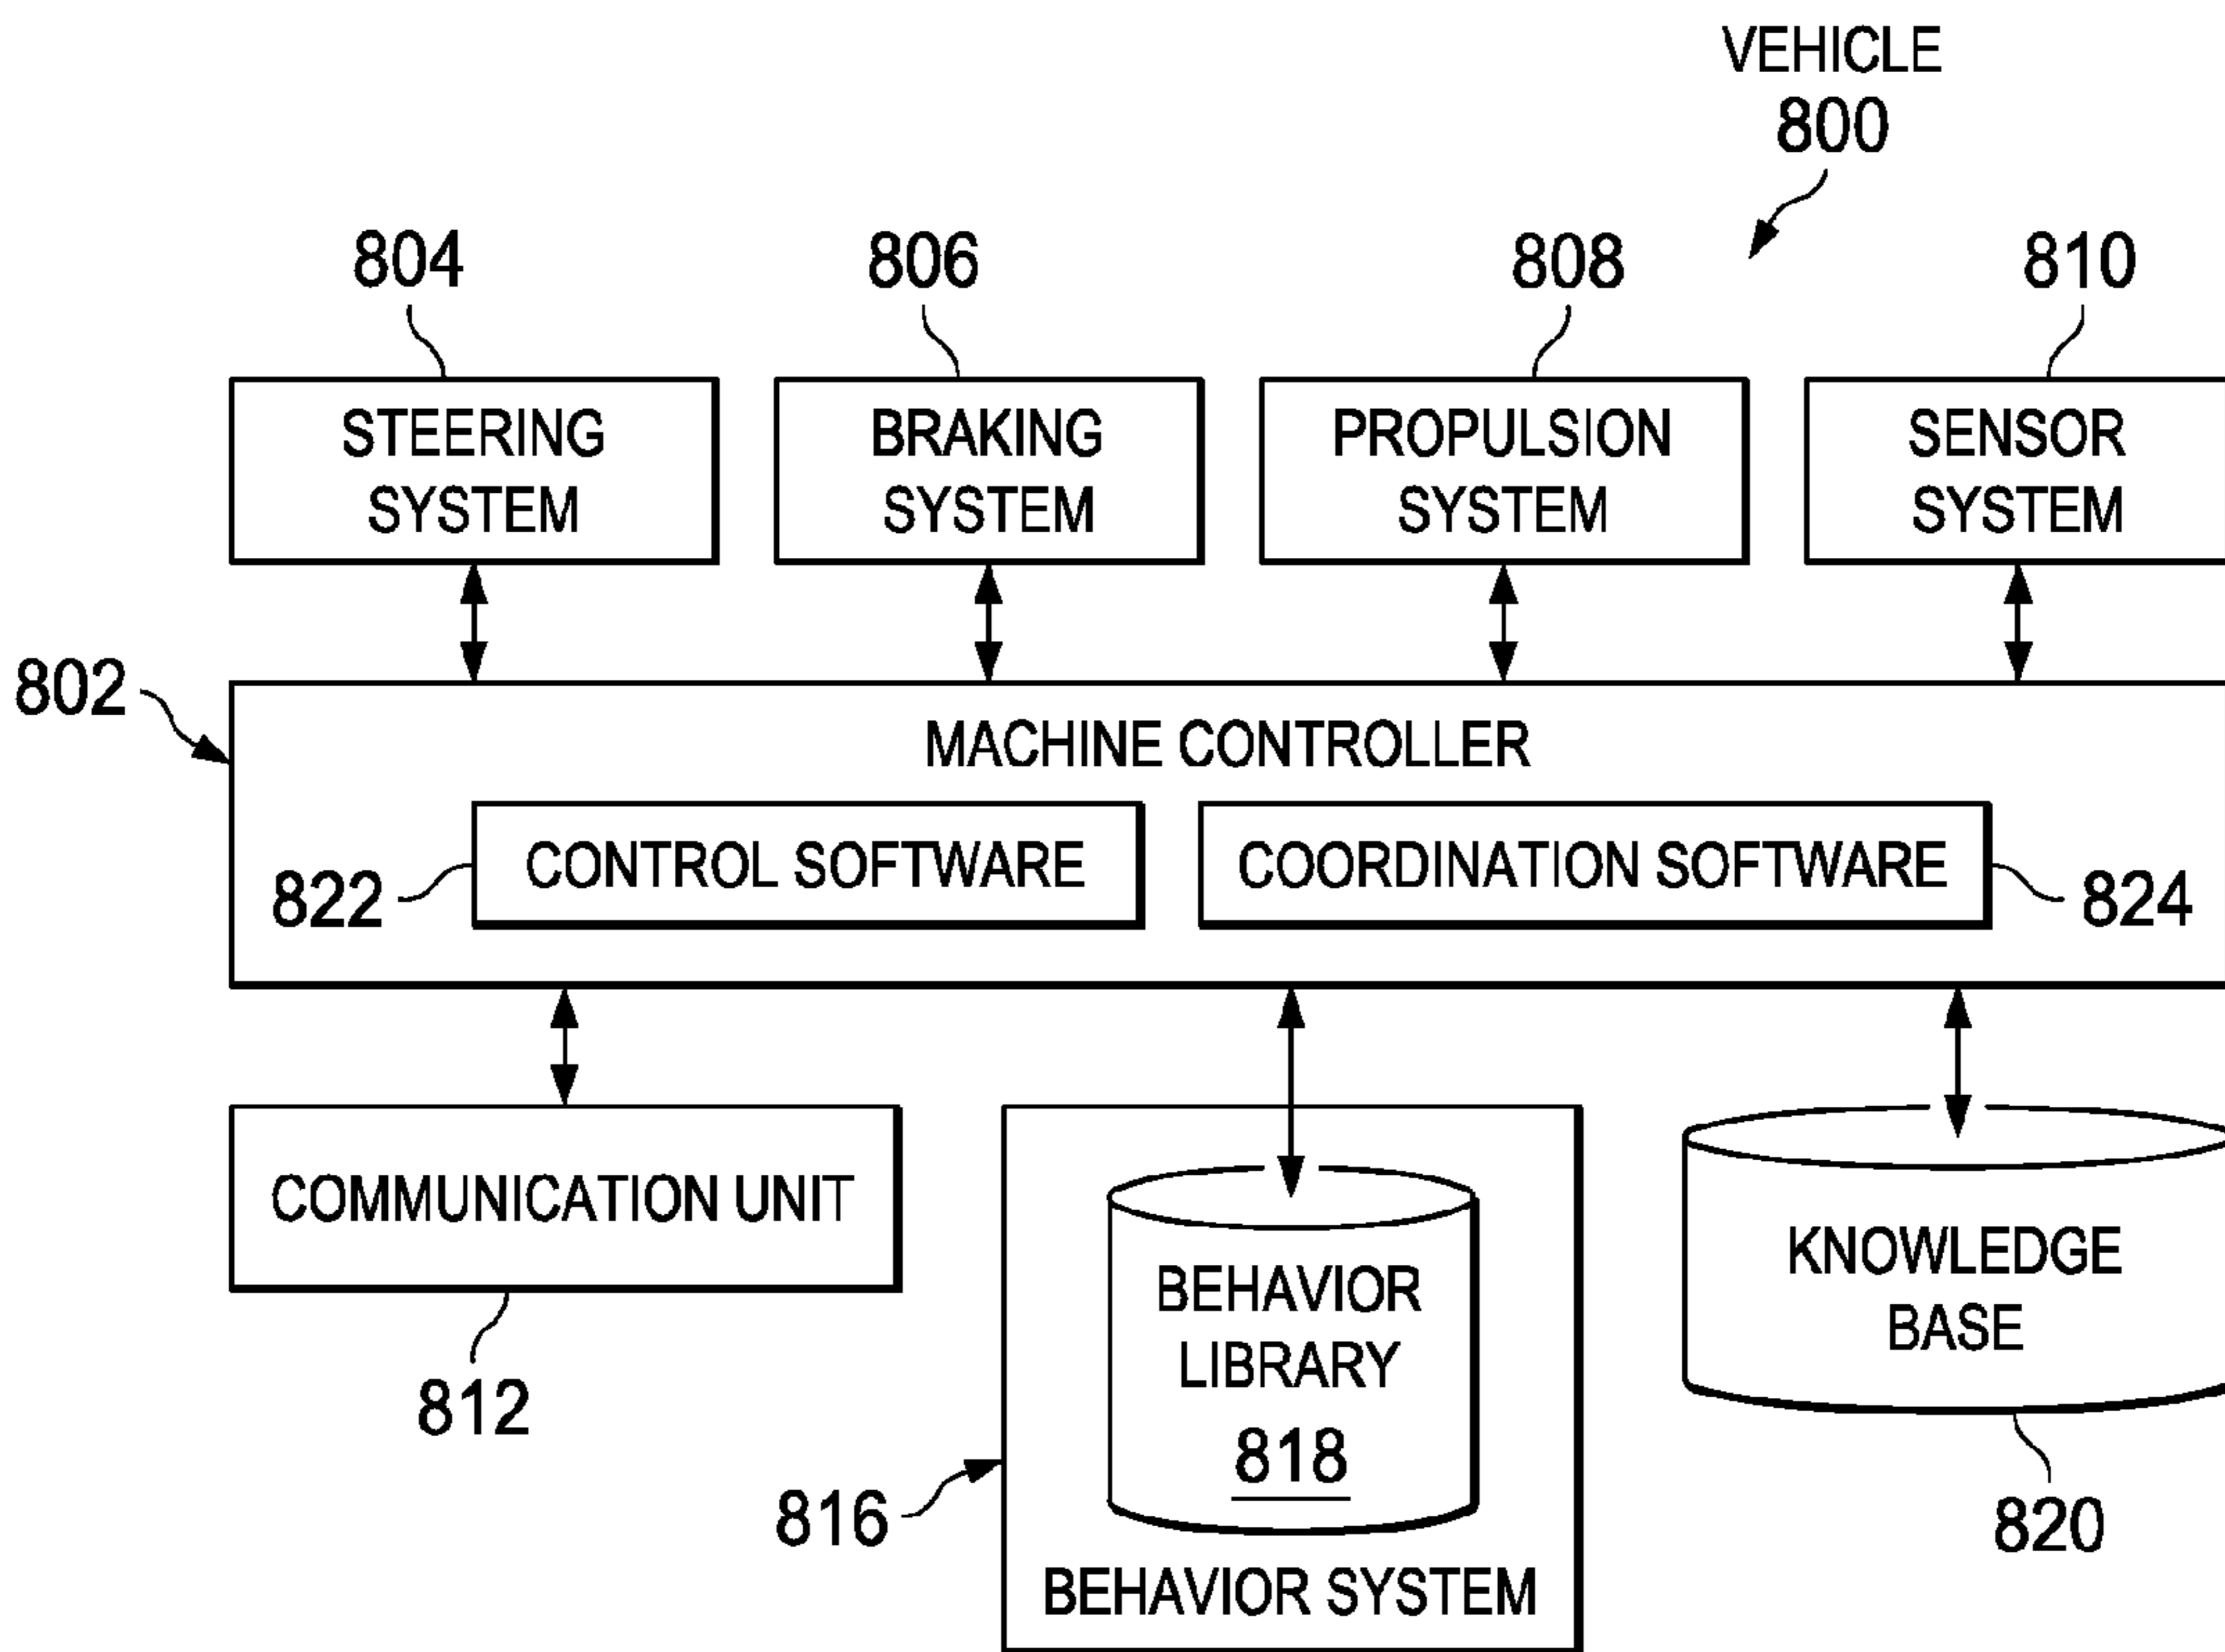 VEHICLE
800
804
806
808
810
STEERING
SYSTEM
BRAKING
SYSTEM
PROPULSION
SYSTEM
SENSOR
SYSTEM
802
MACHINE CONTROLLER
822
CONTROL SOFTWARE
COORDINATION SOFTWARE
824
COMMUNICATION UNIT
812
BEHAVIOR
LIBRARY
818
816
BEHAVIOR SYSTEM
KNOWLEDGE
BASE
820